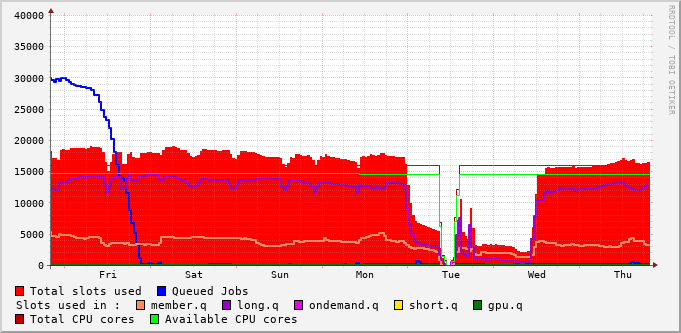 RRDTOOL / TOBI OETIKER
40000
35000
30000
25000
20000
15000
10000
5000
0
Fri Sat Sun Mon Tue Wed Thu
Total slots used Queued Jobs
Slots used in : member.q long.q ondemand.q short.q gpu.q
Total CPU cores Available CPU cores